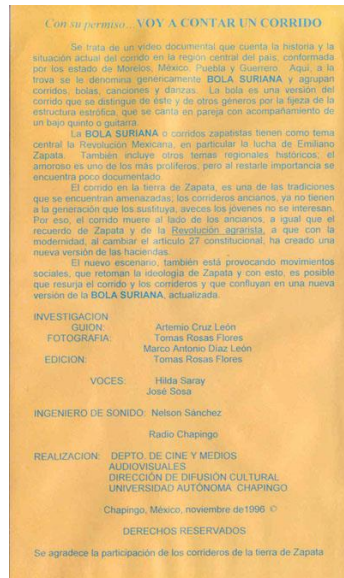 Con su permiso...VOY A CONTAR UN CORRIDO
Se trata de un video documental que cuenta la historia y la
situación actual del corrido en la región central del país, conformada
por los estado de Morelos, México, Puebla y Guerrero. Aquí, a la
trova se le denomina genéricamente BOLA SURIANA y agrupan
corridos, bolas, canciones y danzas. La bola es una versión del
corrido que se distingue de éste y de otros géneros por la fijeza de la
estructura estrófica, que se canta en pareja con acompañamiento de
un bajo quinto o guitarra.
La BOLA SURIANA o corridos zapatistas tienen como tema
central la Revolución Mexicana, en particular la lucha de Emiliano
Zapata. También incluye otros temas regionales históricos; el
amoroso es uno de los más prolíferos, pero al restarle importancia se
encuentra poco documentado.
El corrido en la tierra de Zapata, es una de las tradiciones
que se encuentran amenazadas; los corrideros ancianos, ya no tienen
a la generación que los sustituya, aveces los jóvenes no se interesan.
Por eso, el corrido muere al lado de los ancianos, a igual que el
recuerdo de Zapata y de la Revolución agrarista, a que con la
modernidad, al cambiar el artículo 27 constitucional, ha creado una
nueva versión de las haciendas.
El nuevo escenario, también está provocando movimientos
sociales, que retoman la ideología de Zapata y con esto, es posible
que resurja el corrido y los corrideros y que confluyan en una nueva
versión de la BOLA SURIANA, actualizada.
INVESTIGACION
GUION: Artemio Cruz León
FOTOGRAFIA: Tomas Rosas Flores
Marco Antonio Díaz León
EDICION: Tomas Rosas Flores
VOCES: Hilda Saray
José Sosa
INGENIERO DE SONIDO: Nelson Sánchez
Radio Chapingo
REALIZACION: DEPTO. DE CINE Y MEDIOS
AUDIOVISUALES
DIRECCIÓN DE DIFUSIÓN CULTURAL
UNIVERSIDAD AUTÓNOMA CHAPINGO
Chapingo, México, noviembre de1996 ©
DERECHOS RESERVADOS
Se agradece la participación de los corrideros de la tierra de Zapata